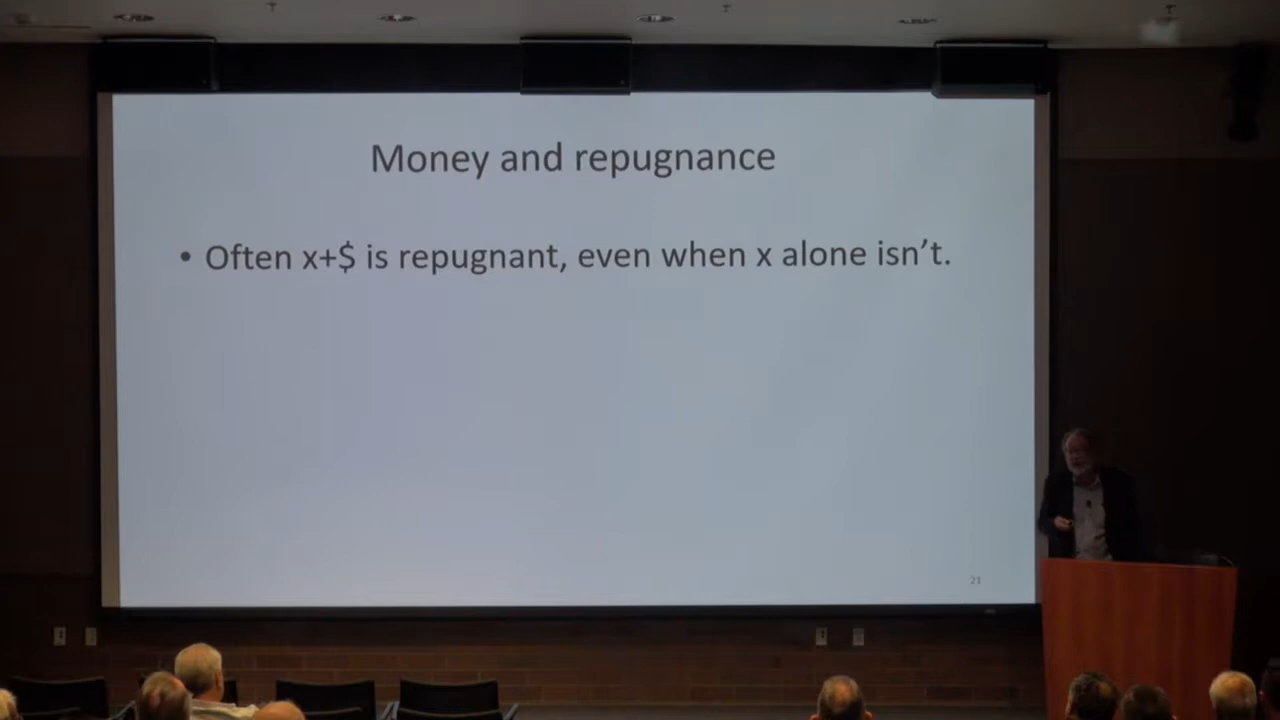 Money and repugnance
• Often x+$ is repugnant, even when x alone isn’t.
21